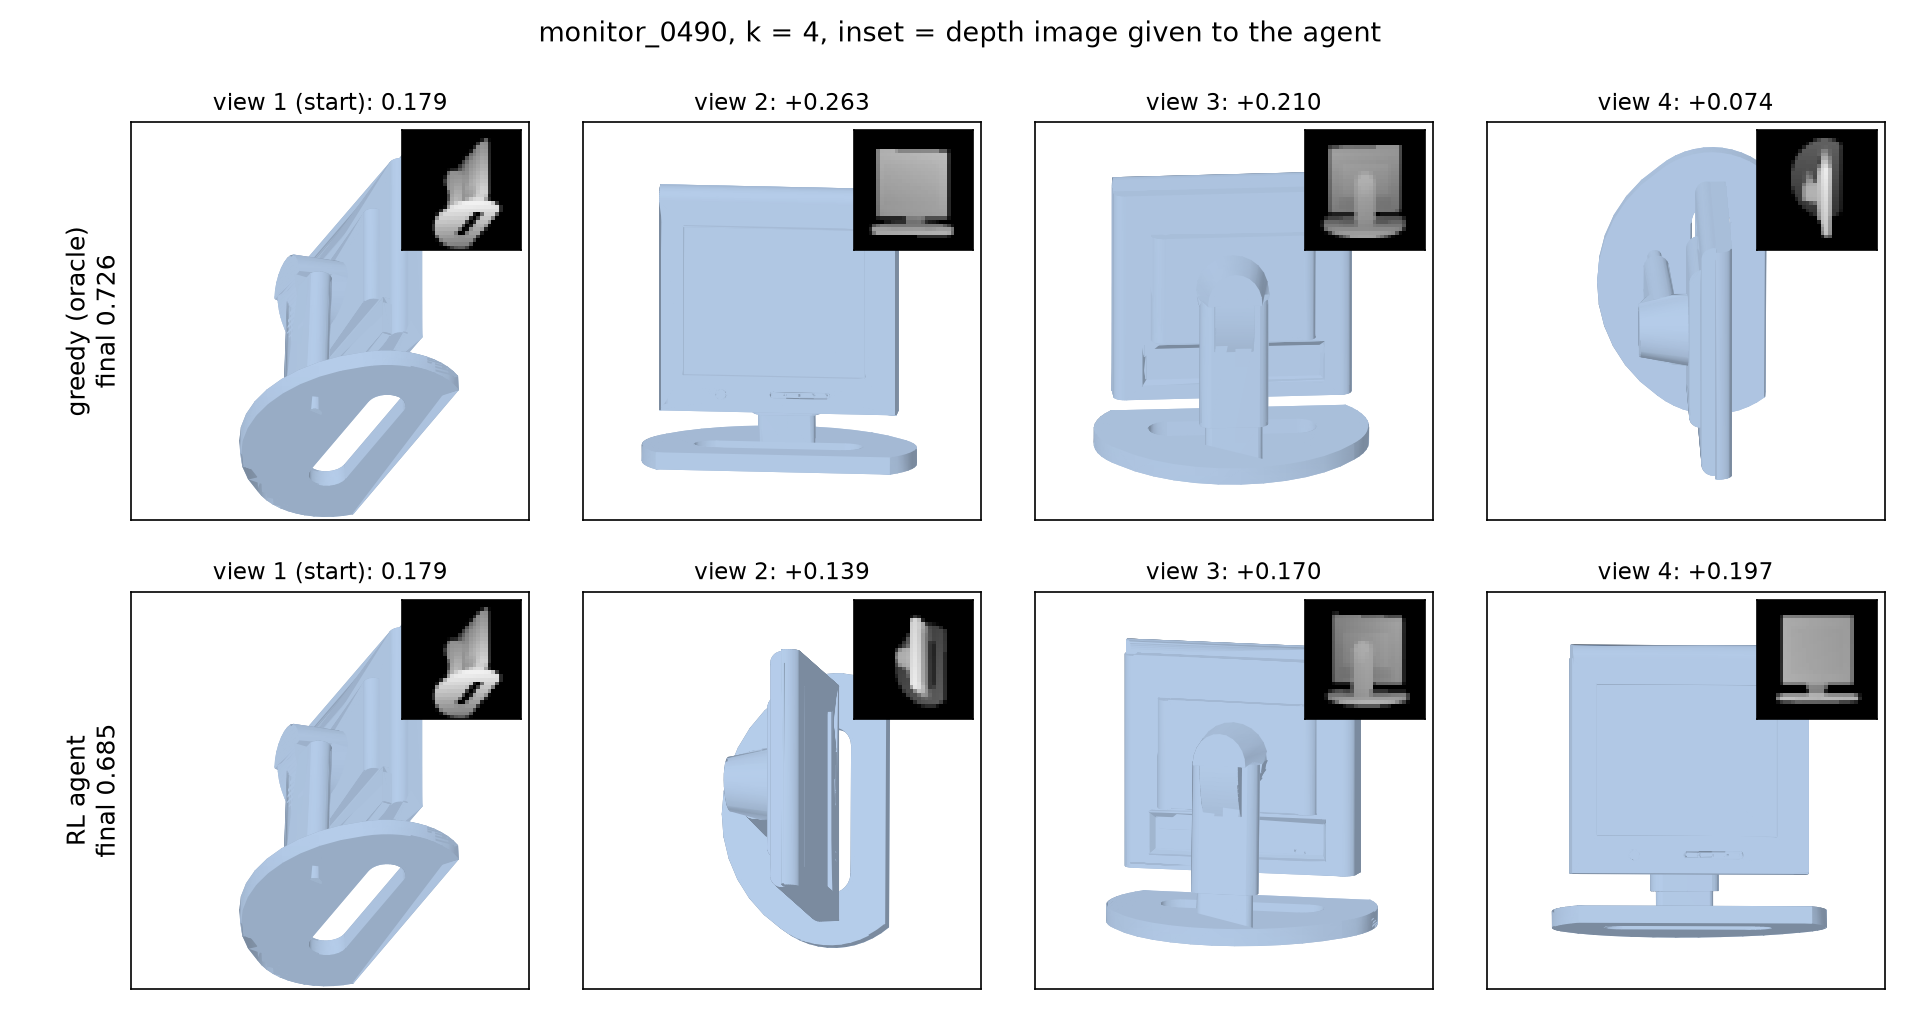 monitor_0490, k = 4, inset = depth image given to the agent
view 1 (start): 0.179
view 2: +0.263
view 3: +0.210
view 4: +0.074
greedy (oracle)
final 0.726
view 1 (start): 0.179
view 2: +0.139
view 3: +0.170
view 4: +0.197
RL agent
final 0.685